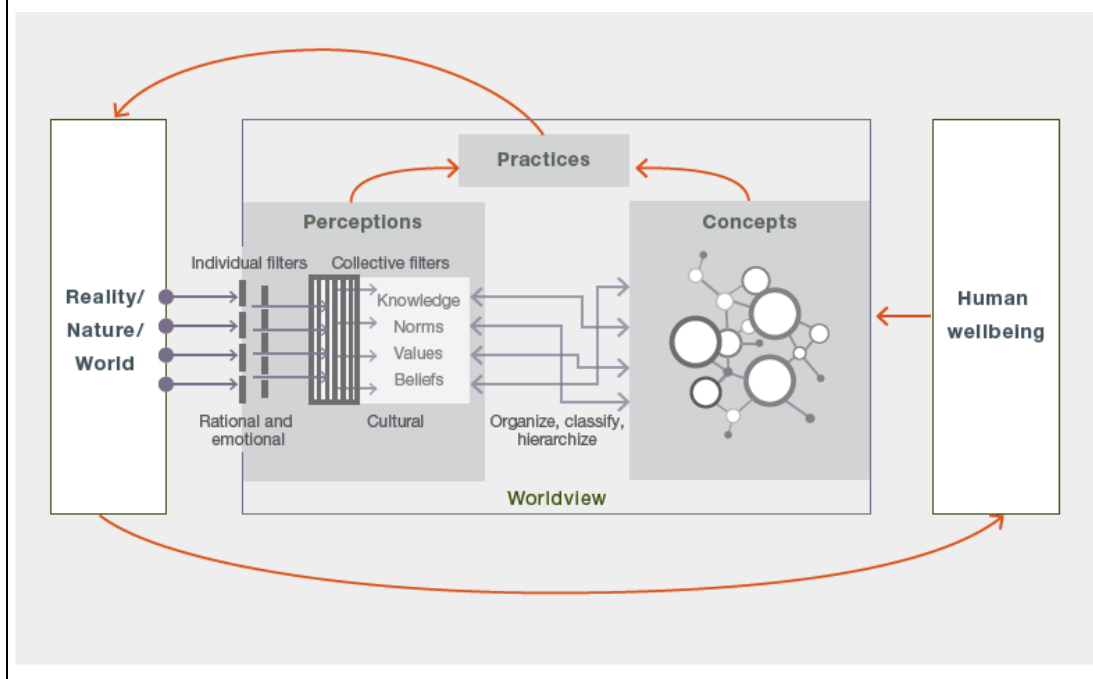 Practices
Perceptions
Concepts
Individual filters
Collective filters
Reality/
Nature/
World
Knowledge
Norms
Values
Beliefs
Human
wellbeing
Rational and
emotional
Cultural
Organize, classify,
hierarchize
Worldview